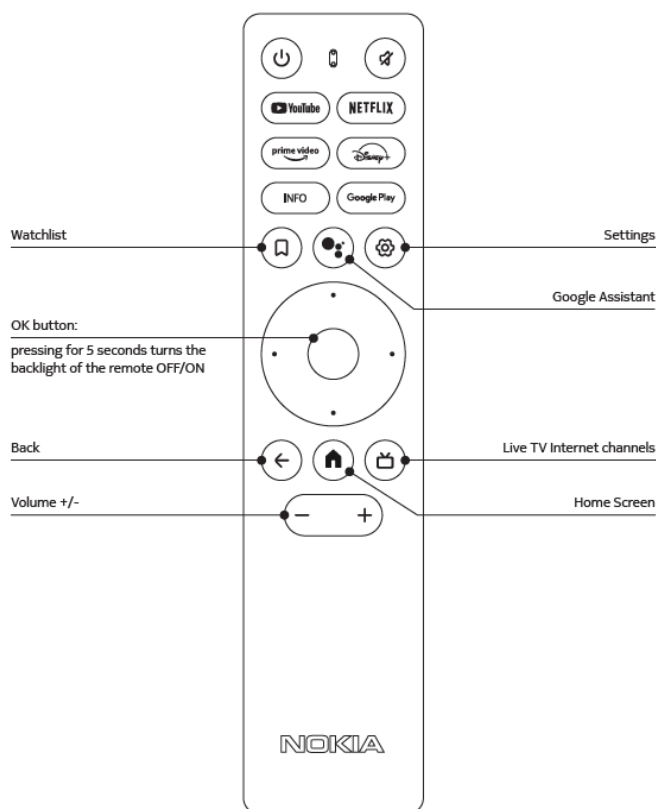 YouTube NETFLIX
prime video Disney+
INFO Google Play
Watchlist
Settings
Google Assistant
OK button:
pressing for 5 seconds turns the
backlight of the remote OFF/ON
Back
Live TV Internet channels
Volume +/-
Home Screen
− +
NOKIA